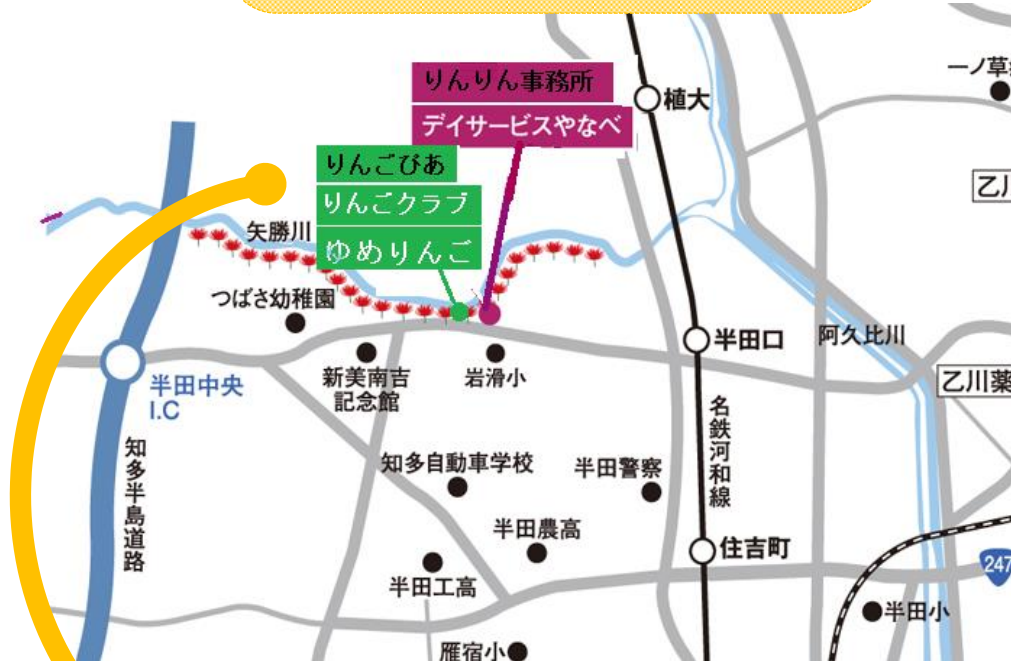 りんりん事務所
デイサービスやなべ
植大
一ノ草
りんごぴあ
りんごクラブ
ゆめりんご
乙川
矢勝川
つばさ幼稚園
半田口
阿久比川
新美南吉
記念館
岩滑小
半田中央
I.C
乙川薬
名鉄河和線
知多半島道路
知多自動車学校
半田警察
半田農高
住吉町
247
半田工高
半田小
雁宿小